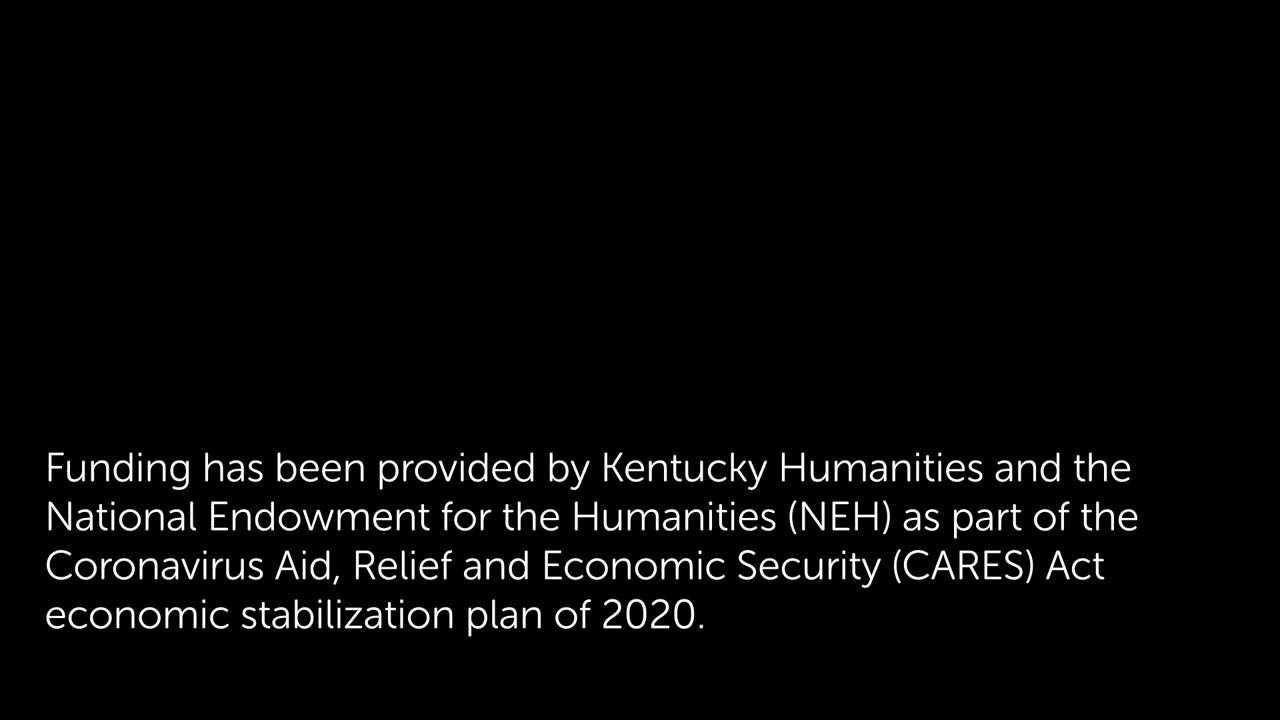 Funding has been provided by Kentucky Humanities and the
National Endowment for the Humanities (NEH) as part of the
Coronavirus Aid, Relief and Economic Security (CARES) Act
economic stabilization plan of 2020.